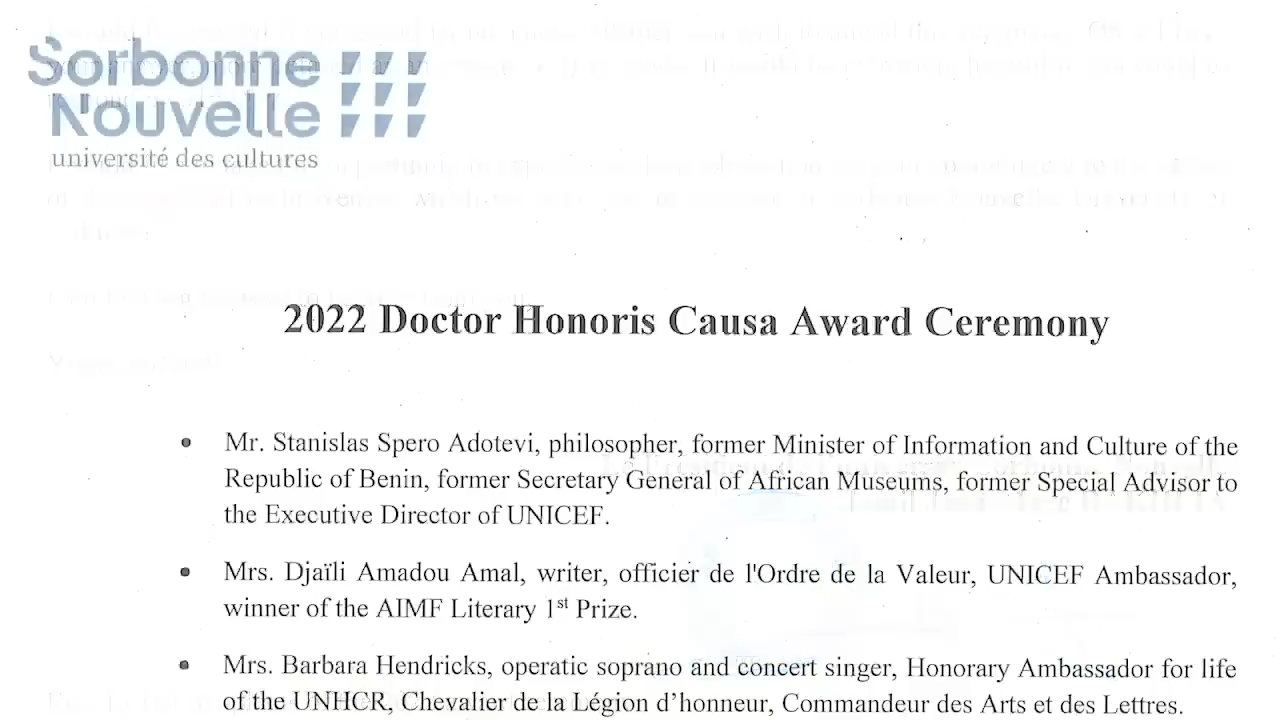 Sorbonne
Nouvelle
université des cultures
2022 Doctor Honoris Causa Award Ceremony
• Mr. Stanislas Spero Adotevi, philosopher, former Minister of Information and Culture of the
Republic of Benin, former Secretary General of African Museums, former Special Advisor to
the Executive Director of UNICEF.
• Mrs. Djaïli Amadou Amal, writer, officier de l'Ordre de la Valeur, UNICEF Ambassador,
winner of the AIMF Literary 1st Prize.
• Mrs. Barbara Hendricks, operatic soprano and concert singer, Honorary Ambassador for life
of the UNHCR, Chevalier de la Légion d’honneur, Commandeur des Arts et des Lettres.